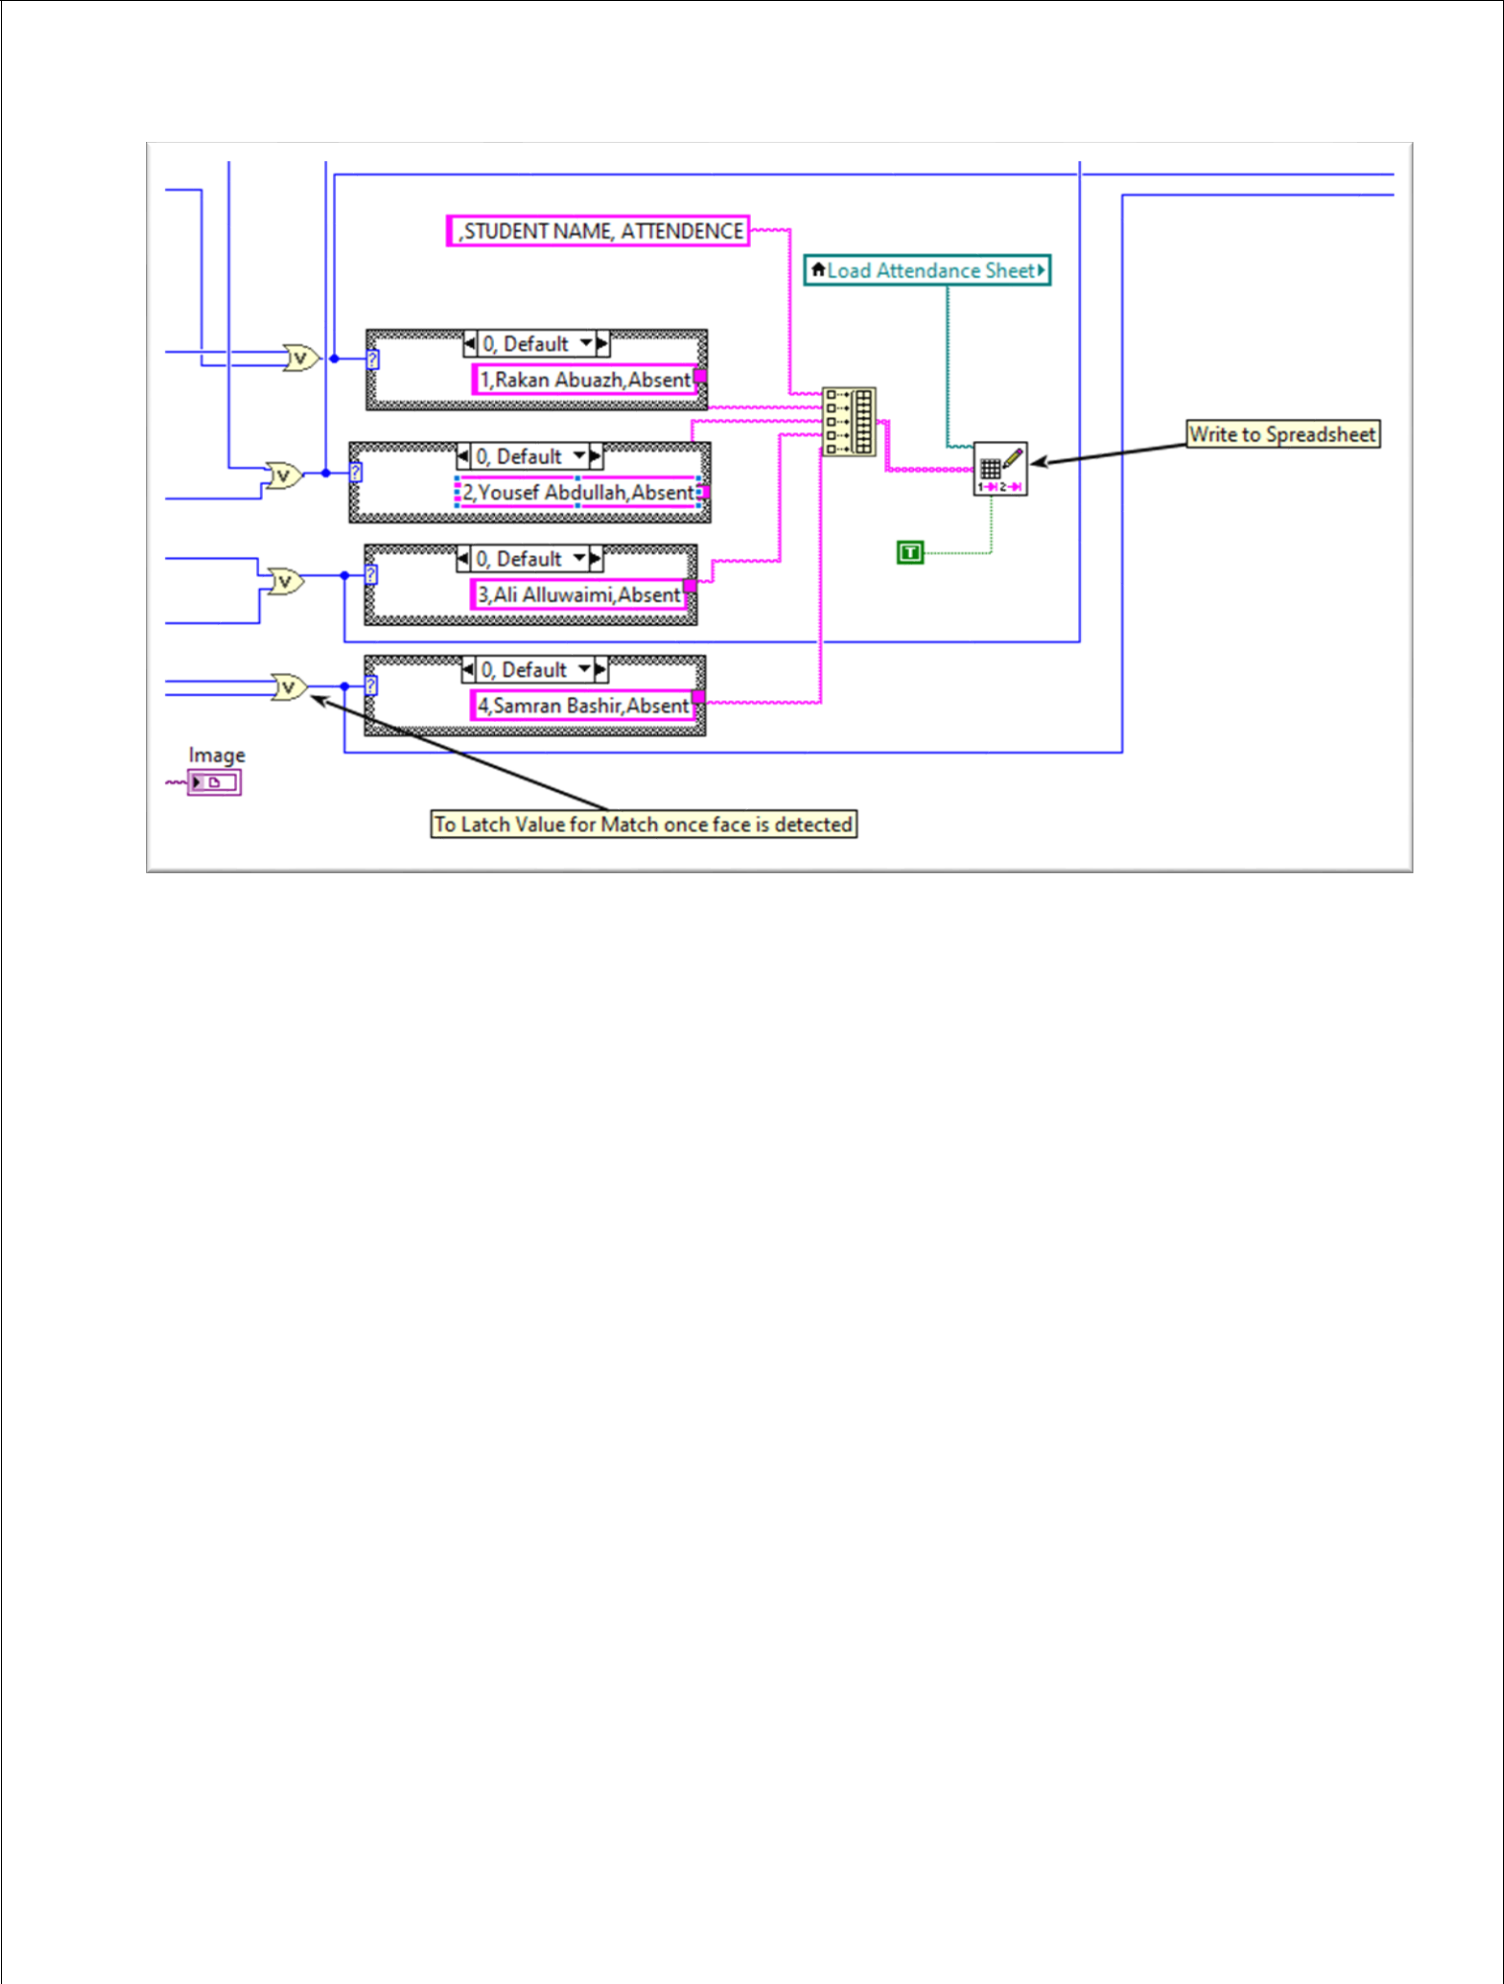 ,STUDENT NAME, ATTENDENCE
Load Attendance Sheet
0, Default
1,Rakan Abuazh,Absent
Write to Spreadsheet
0, Default
2,Yousef Abdullah,Absent
1 2
T
0, Default
3,Ali Alluwaimi,Absent
0, Default
4,Samran Bashir,Absent
Image
To Latch Value for Match once face is detected